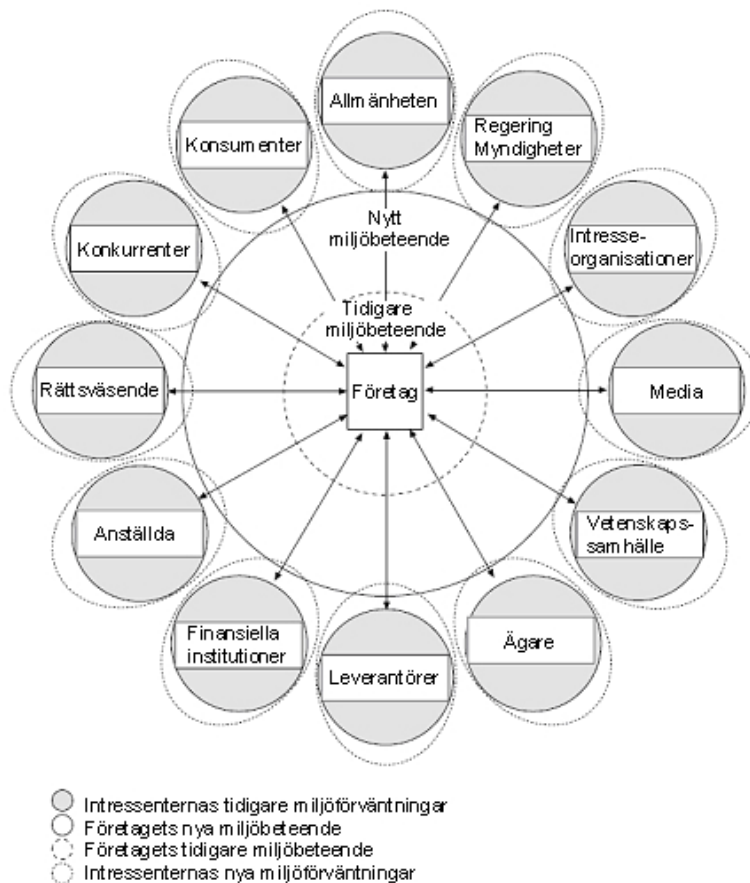 Allmänheten
Regering
Myndigheter
Konsumenter
Intresse-
organisationer
Konkurrenter
Nytt
miljöbeteende
Tidigare
miljöbeteende
Rättsväsende
Företag
Media
Anställda
Vetenskaps-
samhälle
Finansiella
institutioner
Ägare
Leverantörer
Intressenternas tidigare miljöförväntningar
Företagets nya miljöbeteende
Företagets tidigare miljöbeteende
Intressenternas nya miljöförväntningar